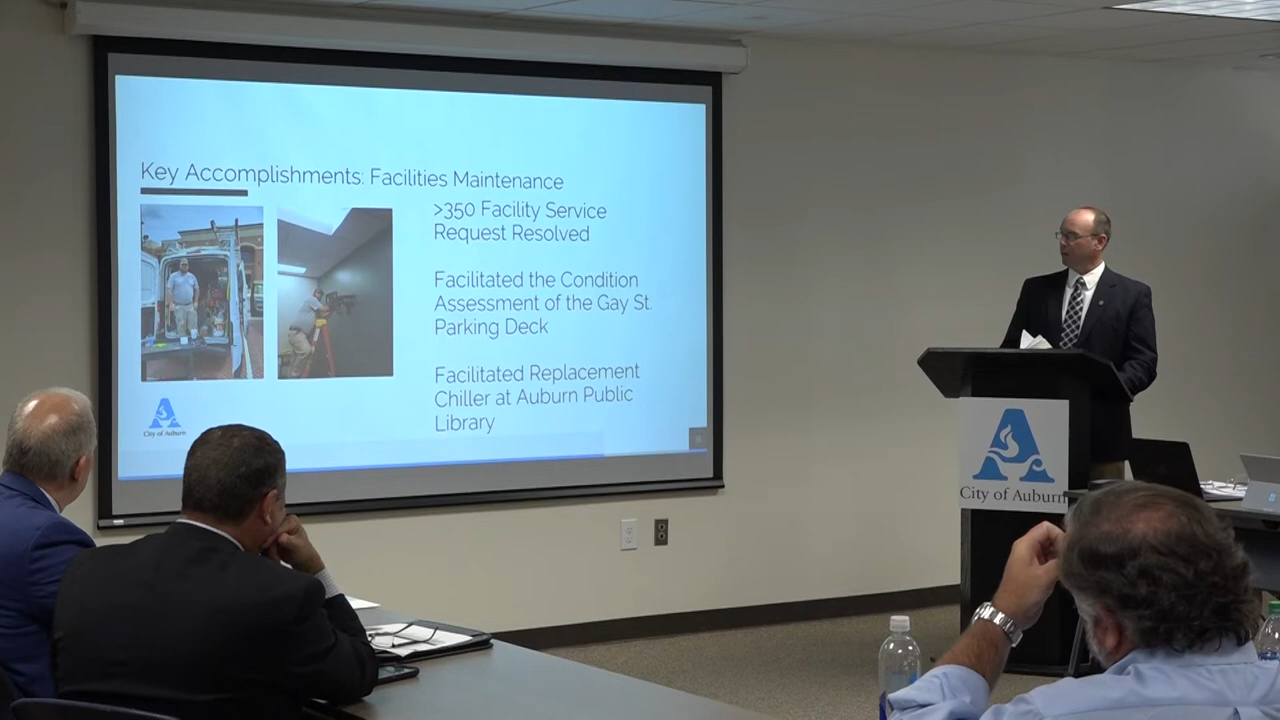 Key Accomplishments: Facilities Maintenance
>350 Facility Service
Request Resolved
Facilitated the Condition
Assessment of the Gay St.
Parking Deck
Facilitated Replacement
Chiller at Auburn Public
Library
City of Auburn
City of Auburn